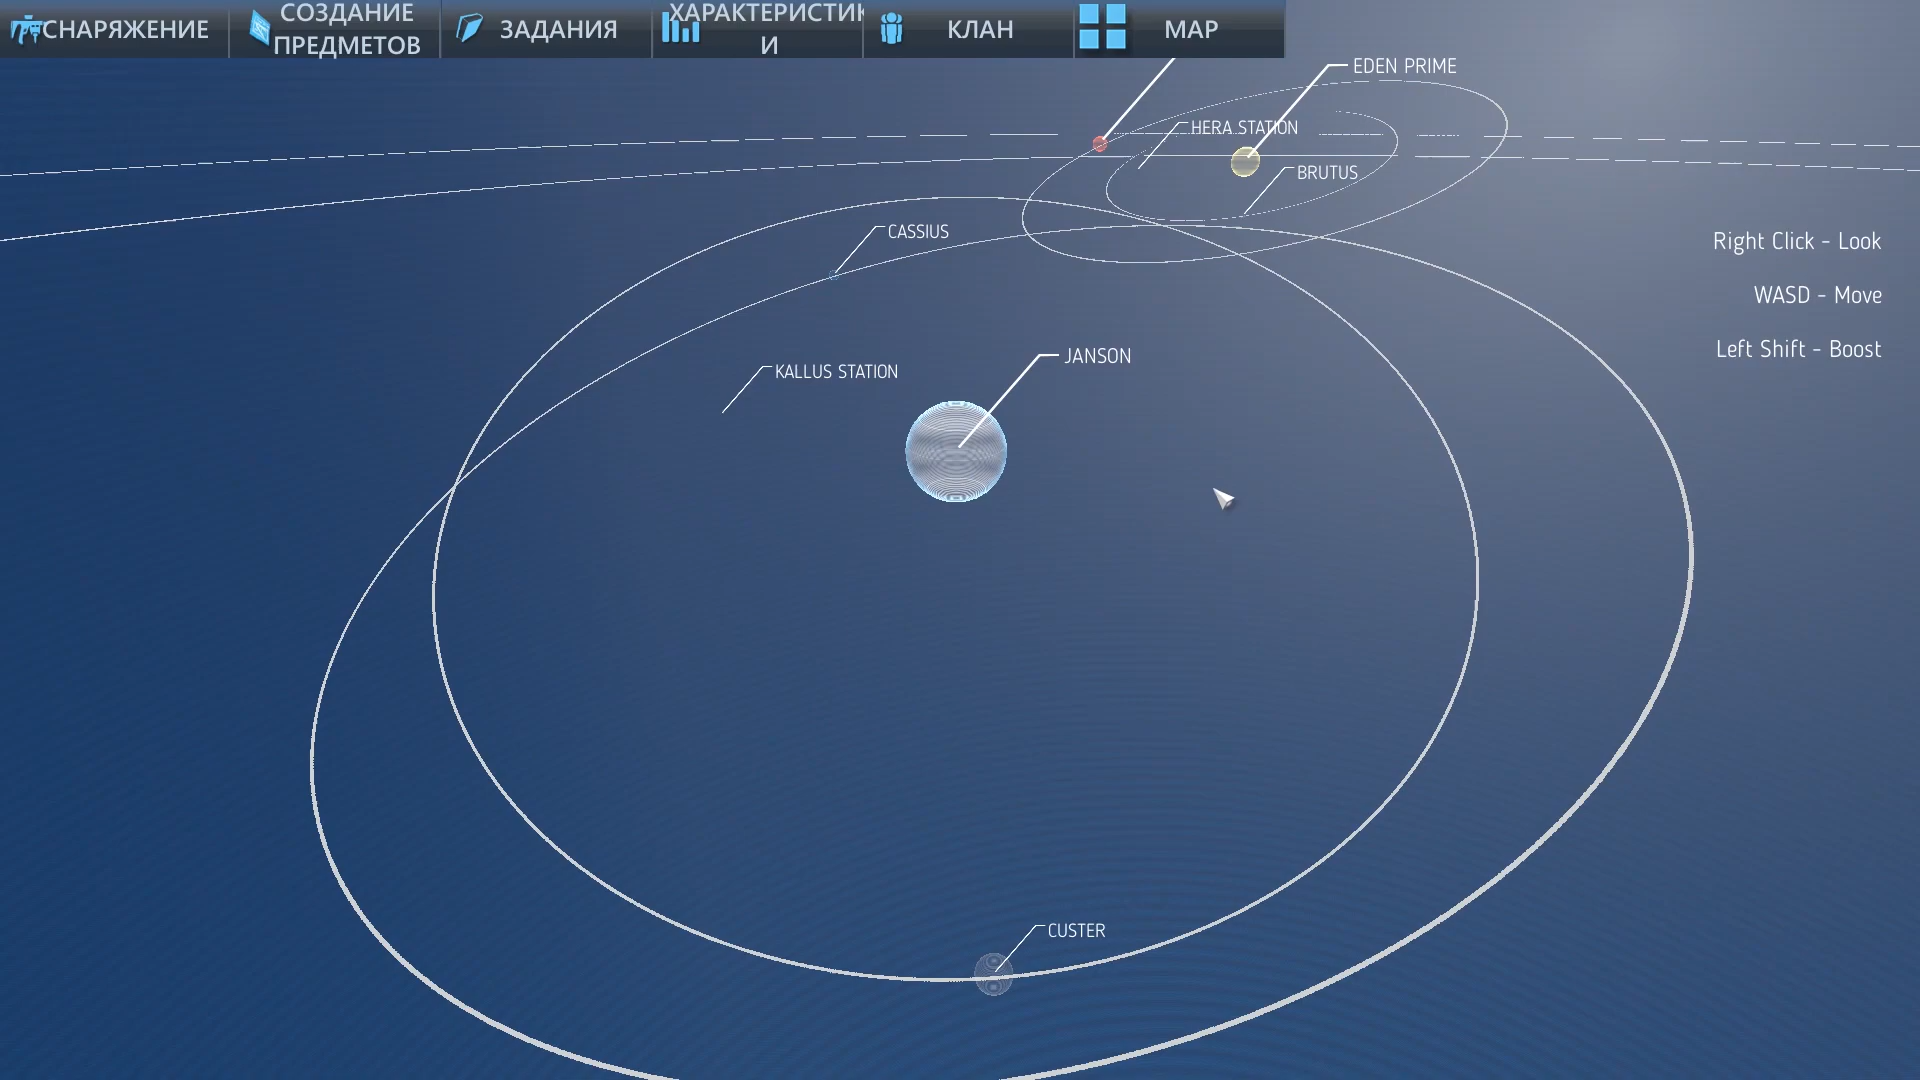 СНАРЯЖЕНИЕ
СОЗДАНИЕ
ПРЕДМЕТОВ
ЗАДАНИЯ
ХАРАКТЕРИСТИК
И
КЛАН
MAP
EDEN PRIME
HERA STATION
BRUTUS
CASSIUS
Right Click - Look
WASD - Move
Left Shift - Boost
JANSON
KALLUS STATION
CUSTER